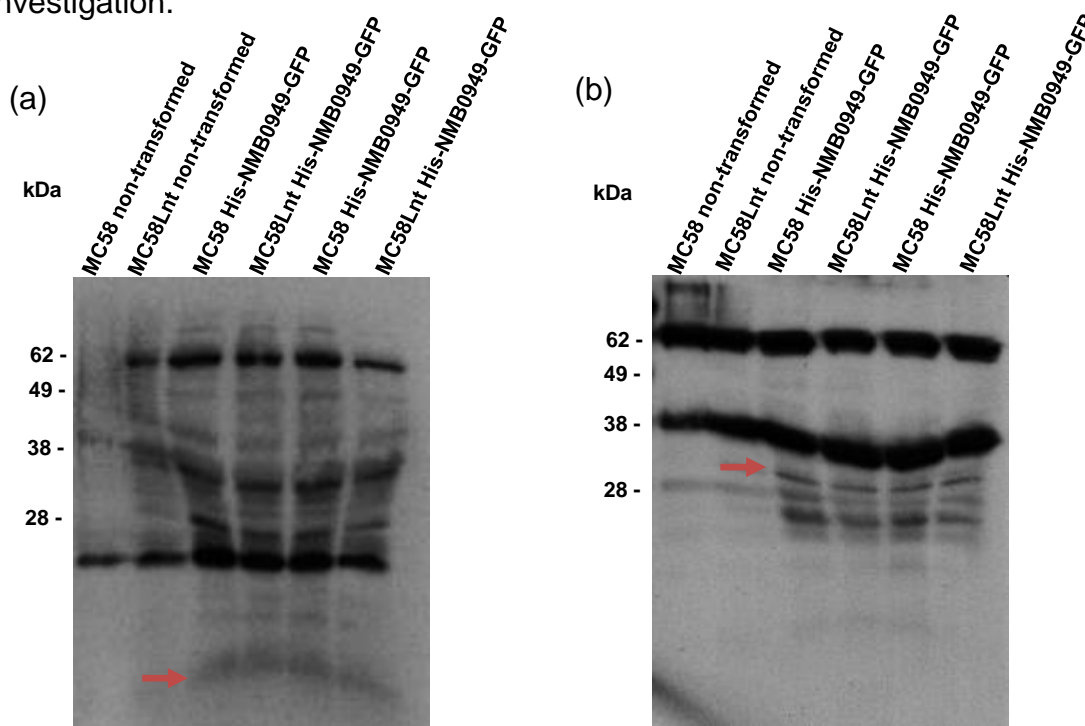 nvestigation.
(a)
kDa
MC58 non-transformed
MC58Lnt non-transformed
MC58 His-NMB0949-GFP
MC58Lnt His-NMB0949-GFP
MC58 His-NMB0949-GFP
MC58Lnt His-NMB0949-GFP
62 -
49 -
38 -
28 -
(b)
kDa
MC58 non-transformed
MC58Lnt non-transformed
MC58 His-NMB0949-GFP
MC58Lnt His-NMB0949-GFP
MC58 His-NMB0949-GFP
MC58Lnt His-NMB0949-GFP
62 -
49 -
38 -
28 -